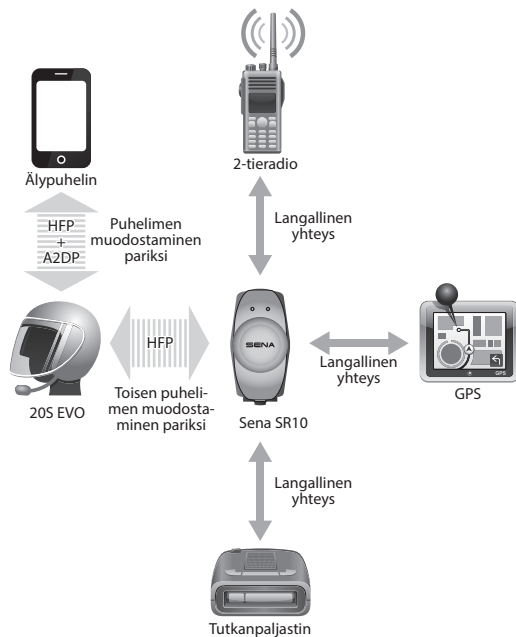 2-tieradio
Älypuhelin
Langallinen
yhteys
HFP
+
A2DP
Puhelimen
muodostaminen
pariksi
HFP
SENA
Langallinen
yhteys
GPS
GPS
20S EVO
Toisen puheli-
men muodosta-
minen pariksi
Sena SR10
Langallinen
yhteys
Tutkanpaljastin